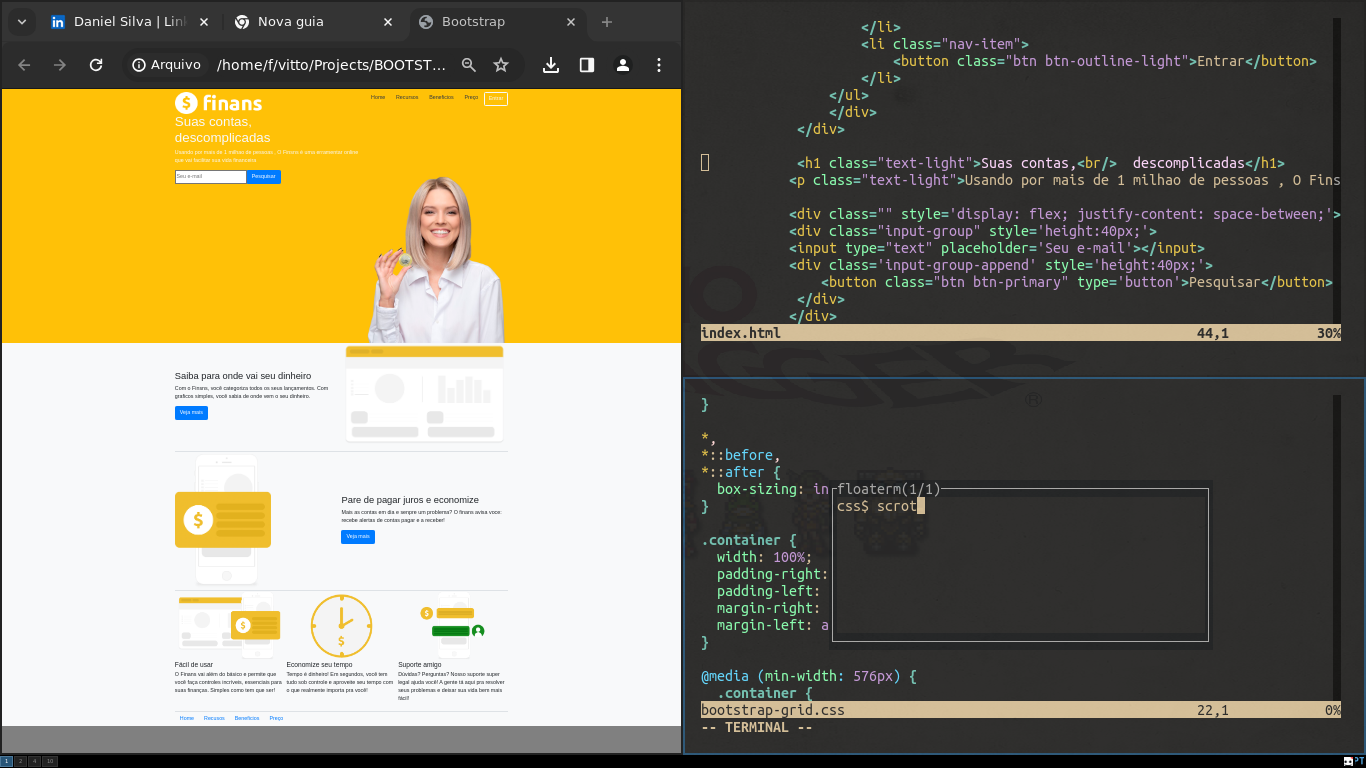 Daniel Silva | Lin
Nova guia
Bootstrap
Arquivo
/home/f/vitto/Projects/BOOTST...
finans
Home Recursos Benefícios Preço Entrar
Suas contas,
descomplicadas
Usando por mais de 1 milhao de pessoas , O Finans é uma ferramenta online
que vai facilitar sua vida financeira
Seu e-mail
Pesquisar
Saiba para onde vai seu dinheiro
Com o Finans, você categoriza todos os seus lançamentos. Com
graficos simples, você sabia de onde vem o seu dinheiro.
Veja mais
Pare de pagar juros e economize
Mas as contas em dia é sempre um problema? O finans avisa voce:
recebe alertas de contas pagar e a receber!
Veja mais
Fácil de usar
O Finans vai além do básico e permite que
você faça controles incríveis, essenciais para
suas finanças. Simples como tem que ser!
Economize seu tempo
Tempo é dinheiro! Em segundos, você tem
tudo sob controle e aproveite seu tempo com
o que realmente importa pra você!
Suporte amigo
Dúvidas? Perguntas? Nosso suporte super
legal ajuda você! A gente tá aqui pra resolver
seus problemas e deixar sua vida bem mais
fácil!
Home Recusos Beneficios Preço
</li>
<li class="nav-item">
<button class="btn btn-outline-light">Entrar</button>
</li>
</ul>
</div>
</div>
<h1 class="text-light">Suas contas,<br/>  descomplicadas</h1>
<p class="text-light">Usando por mais de 1 milhao de pessoas , O Fins
<div class="" style='display: flex; justify-content: space-between;'>
<div class="input-group" style='height:40px;'>
<input type="text" placeholder='Seu e-mail'></input>
<div class='input-group-append' style='height:40px;'>
<button class="btn btn-primary" type='button'>Pesquisar</button>
</div>
</div>
index.html 44,1 30%
}
*,
*::before,
*::after {
box-sizing: in
}
.container {
width: 100%;
padding-right:
padding-left:
margin-right:
margin-left: a
}
@media (min-width: 576px) {
.container {
floaterm(1/1)
css$ scrot
bootstrap-grid.css 22,1 0%
-- TERMINAL --
1 2 4 10
PT